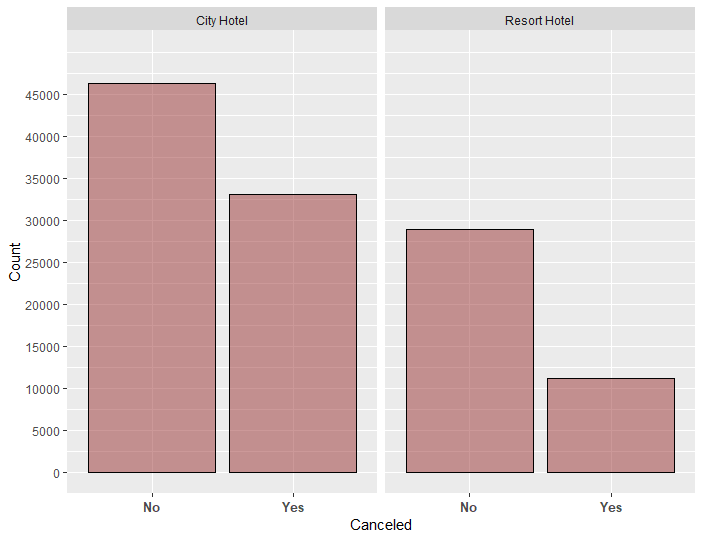 City Hotel
Resort Hotel
Count
45000
40000
35000
30000
25000
20000
15000
10000
5000
0
No
Yes
No
Yes
Canceled